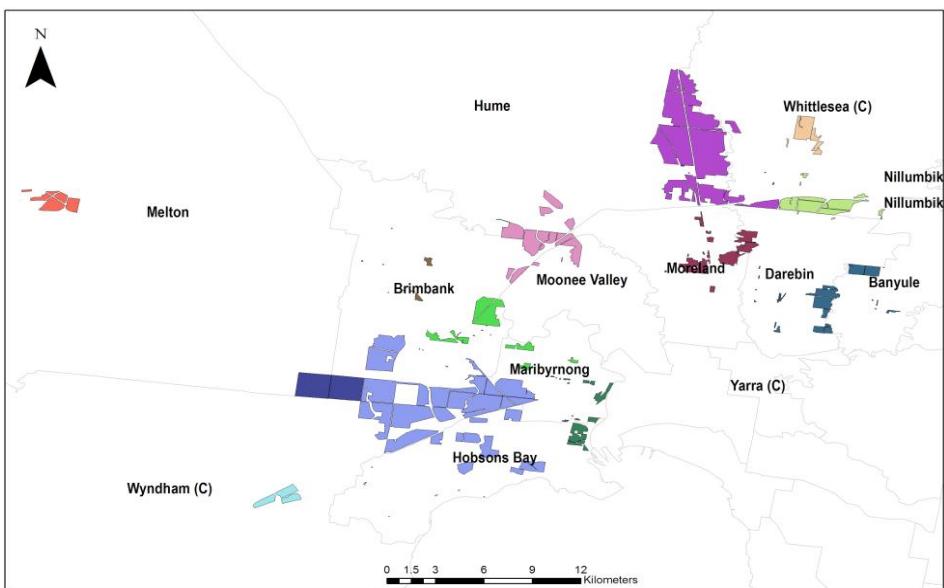 N
Hume
Whittlesea (C)
Nillumbik
Nillumbik
Melton
Moreland
Darebin
Banyule
Moonee Valley
Brimbank
Maribyrnong
Yarra (C)
Hobsons Bay
Wyndham (C)
0 1.5 3 6 9 12
Kilometers